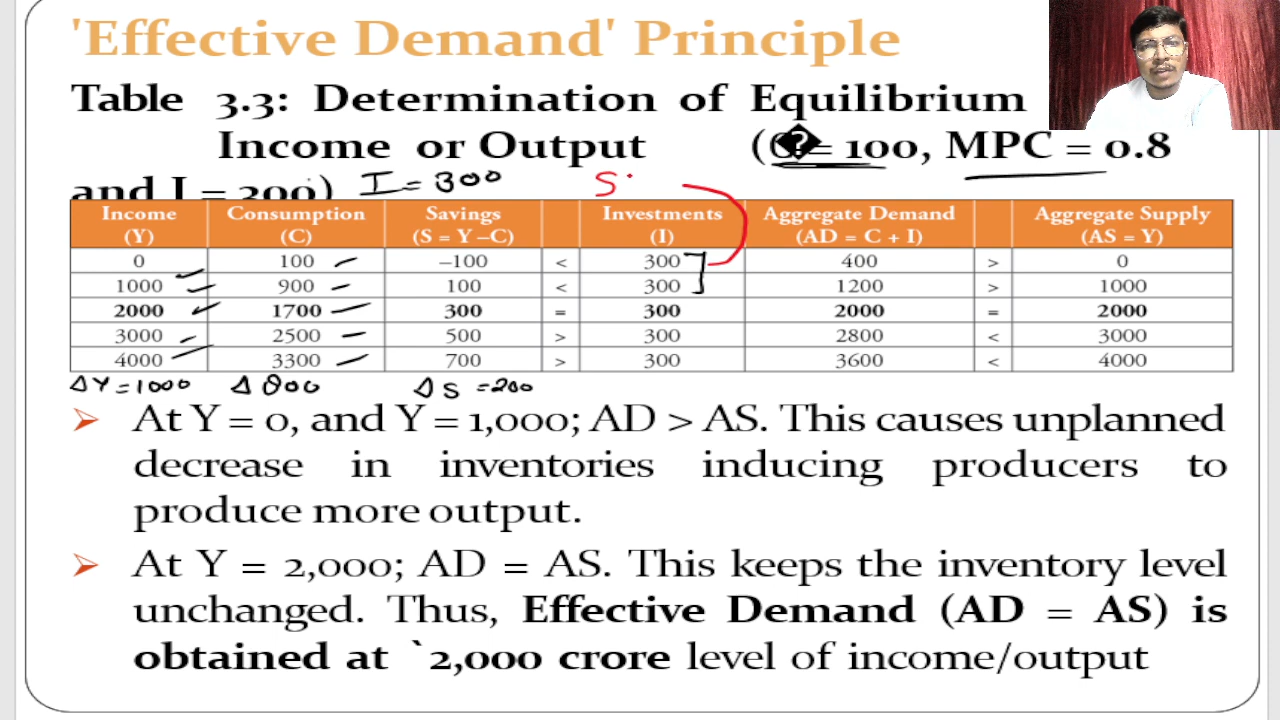 'Effective Demand' Principle
Table 3.3: Determination of Equilibrium
Income or Output (�= 100, MPC = 0.8
and I = 300) I = 300 S
Income Consumption Savings Investments Aggregate Demand Aggregate Supply
(Y) (C) (S = Y –C) (I) (AD = C + I) (AS = Y)
0 100 –100 < 300 400 > 0
1000 900 100 < 300 1200 > 1000
2000 1700 300 = 300 2000 = 2000
3000 2500 500 > 300 2800 < 3000
4000 3300 700 > 300 3600 < 4000
ΔY = 1000 Δ 800 ΔS = 200
➢ At Y = 0, and Y = 1,000; AD > AS. This causes unplanned
decrease in inventories inducing producers to
produce more output.
➢ At Y = 2,000; AD = AS. This keeps the inventory level
unchanged. Thus, Effective Demand (AD = AS) is
obtained at `2,000 crore level of income/output